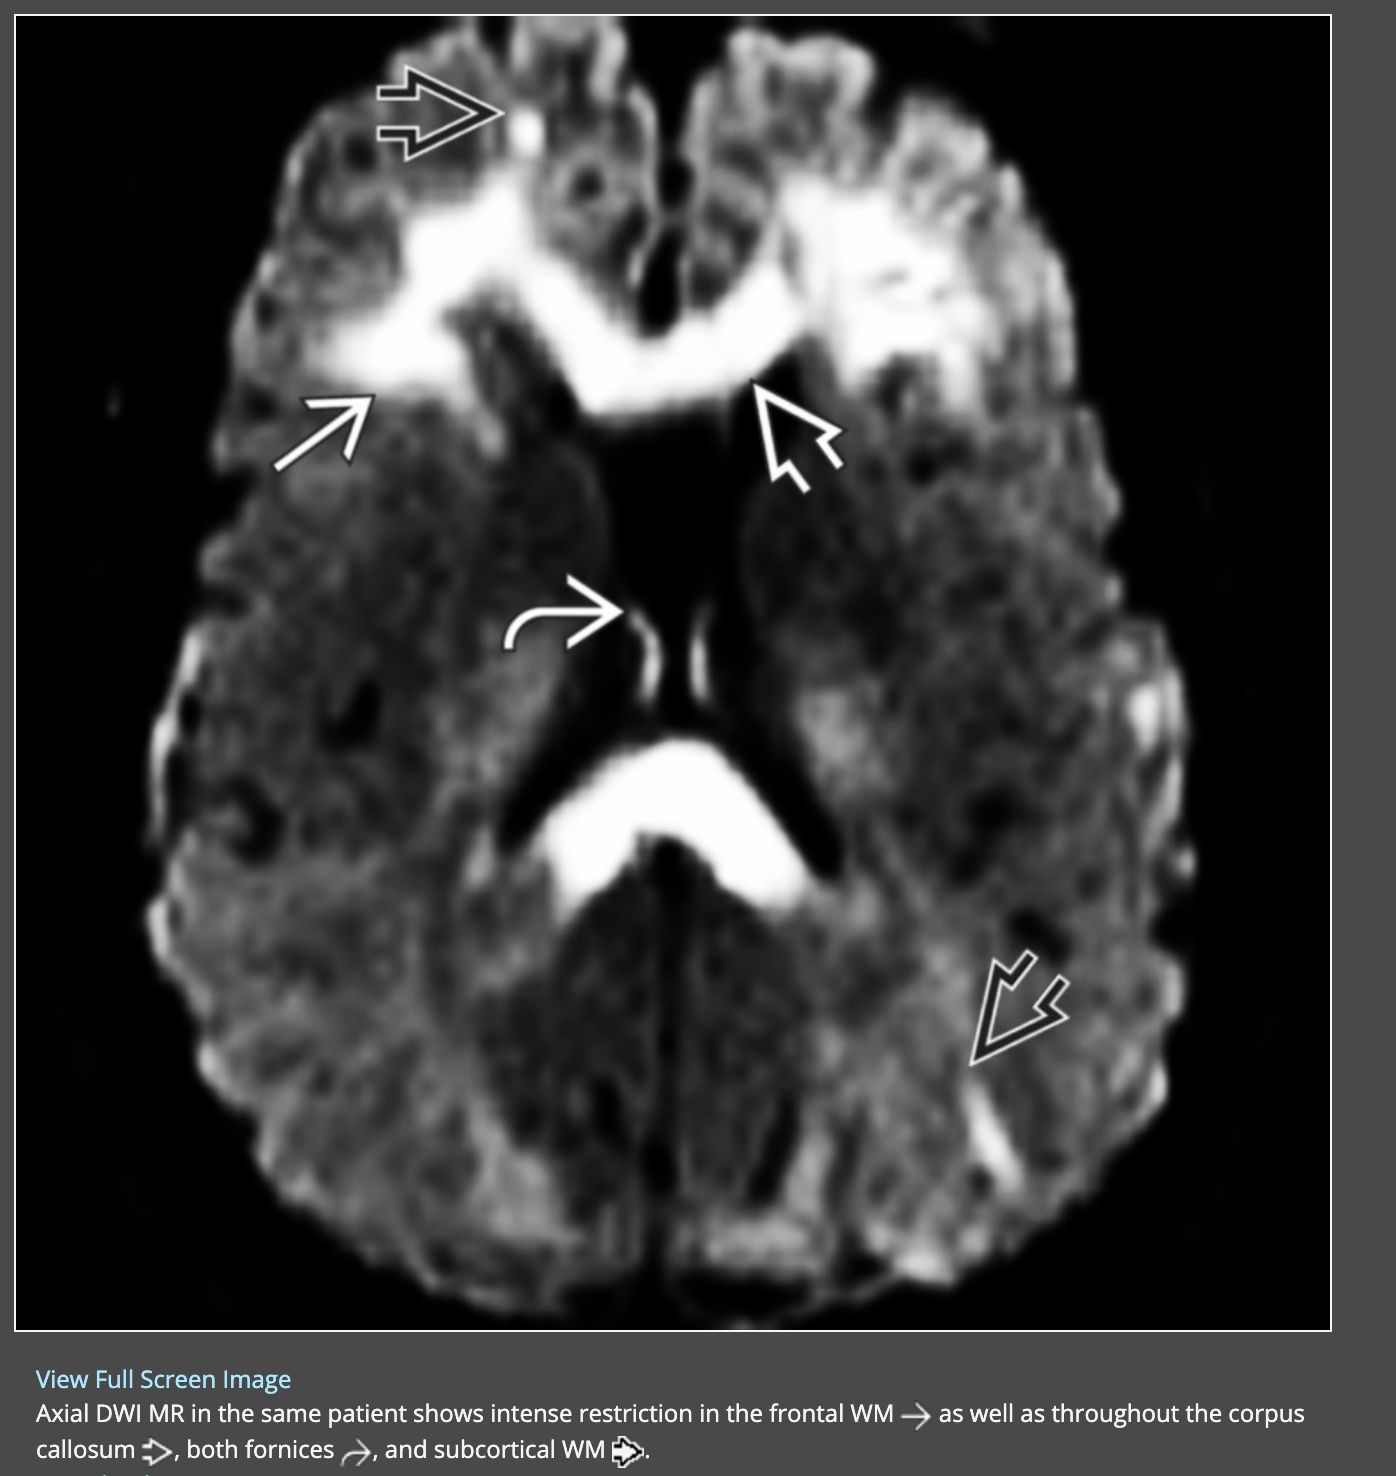 View Full Screen Image
Axial DWI MR in the same patient shows intense restriction in the frontal WM → as well as throughout the corpus
callosum ⇨, both fornices ↷, and subcortical WM ⇨.